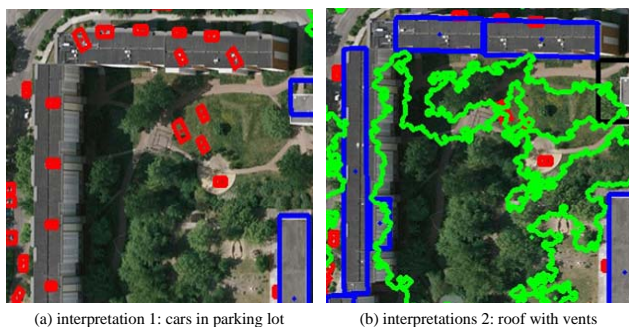 (a) interpretation 1: cars in parking lot
(b) interpretations 2: roof with vents